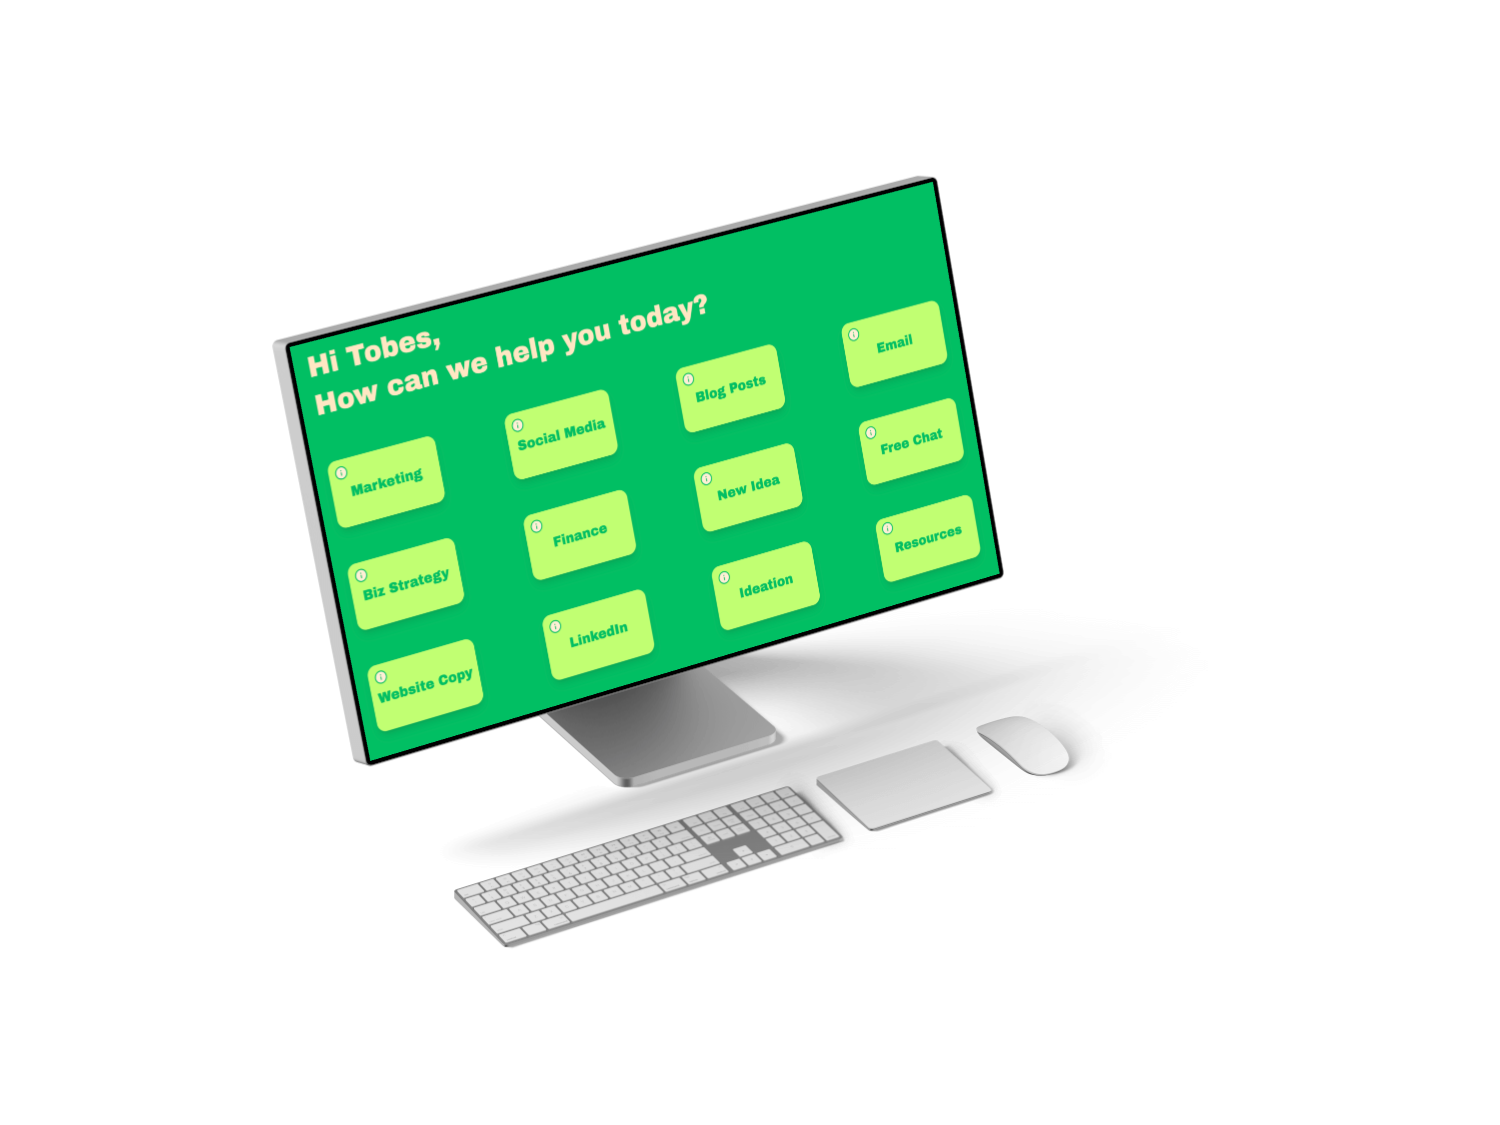 Hi Tobes,
How can we help you today?
Marketing
Social Media
Blog Posts
Email
Biz Strategy
Finance
New Idea
Free Chat
Website Copy
LinkedIn
Ideation
Resources